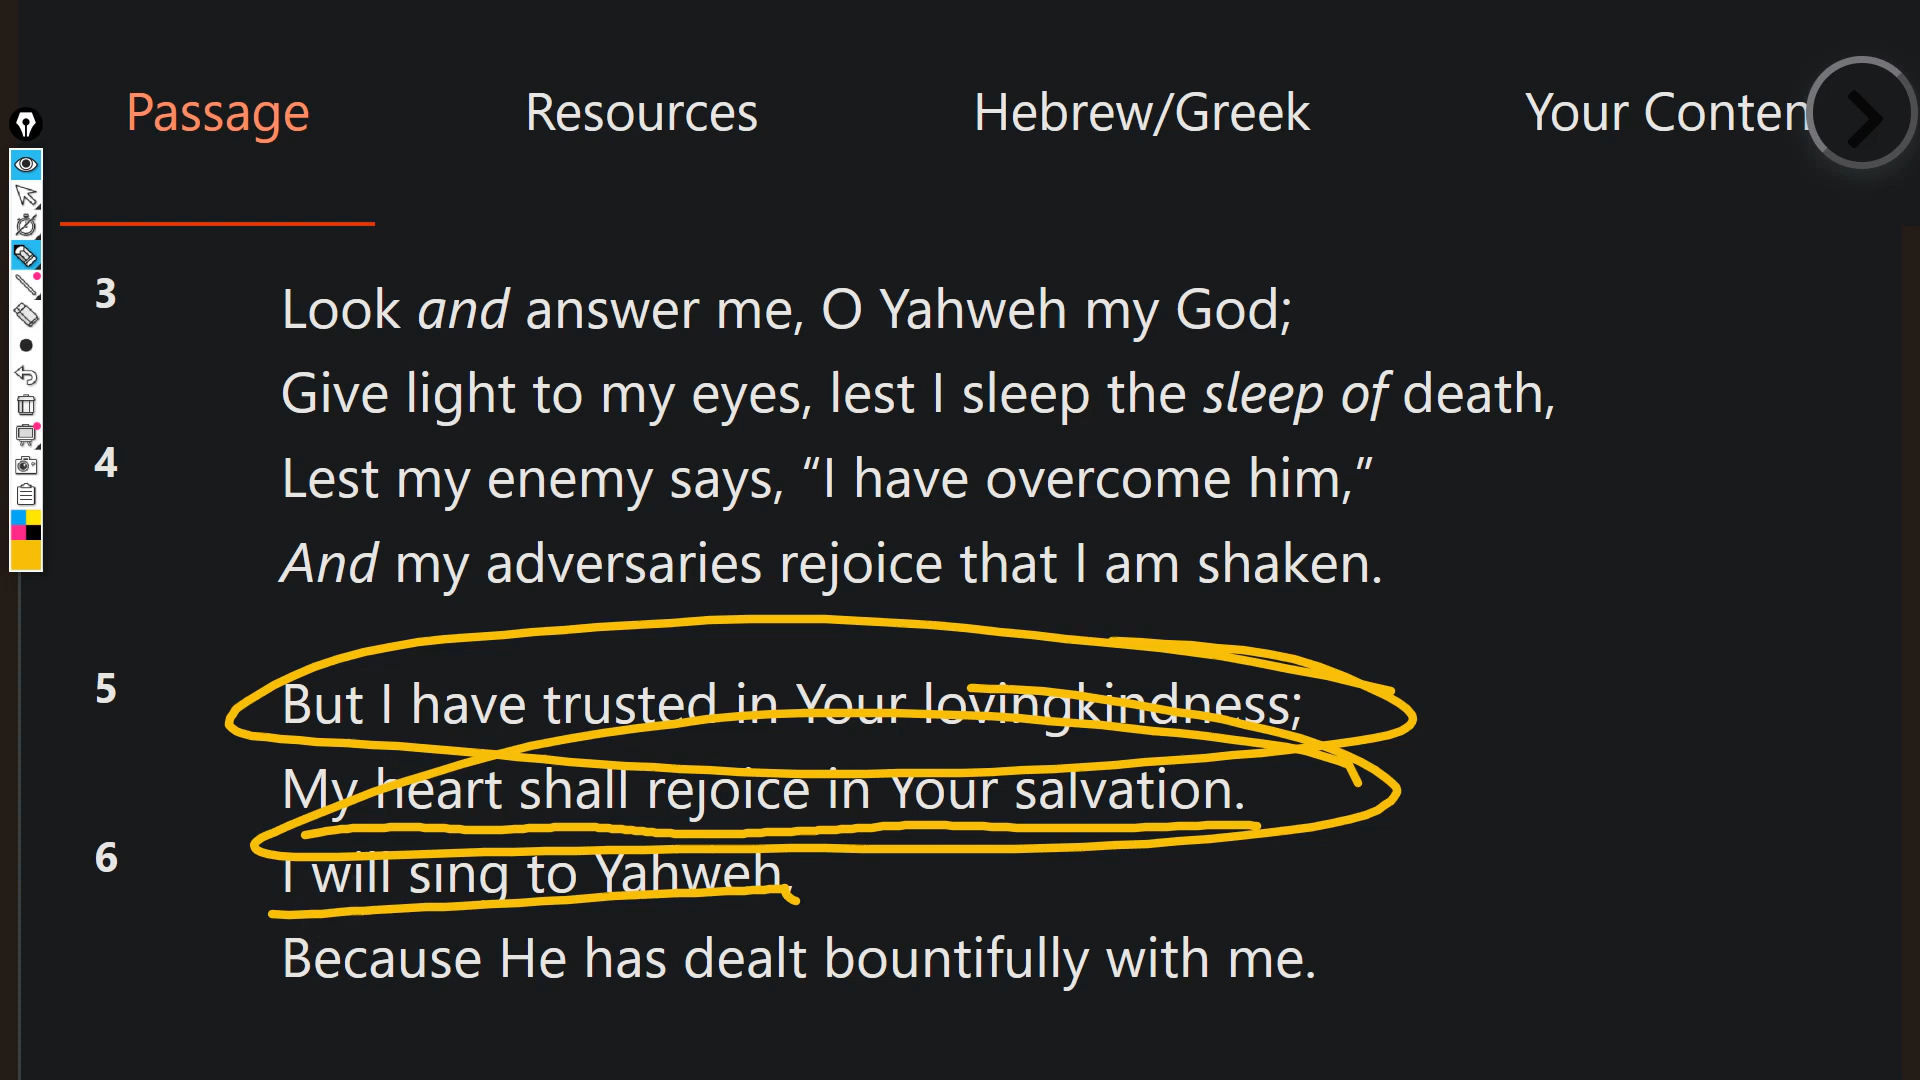 Passage Resources Hebrew/Greek Your Conten
3 Look and answer me, O Yahweh my God;
Give light to my eyes, lest I sleep the sleep of death,
4 Lest my enemy says, “I have overcome him,”
And my adversaries rejoice that I am shaken.
5 But I have trusted in Your lovingkindness;
My heart shall rejoice in Your salvation.
6 I will sing to Yahweh,
Because He has dealt bountifully with me.